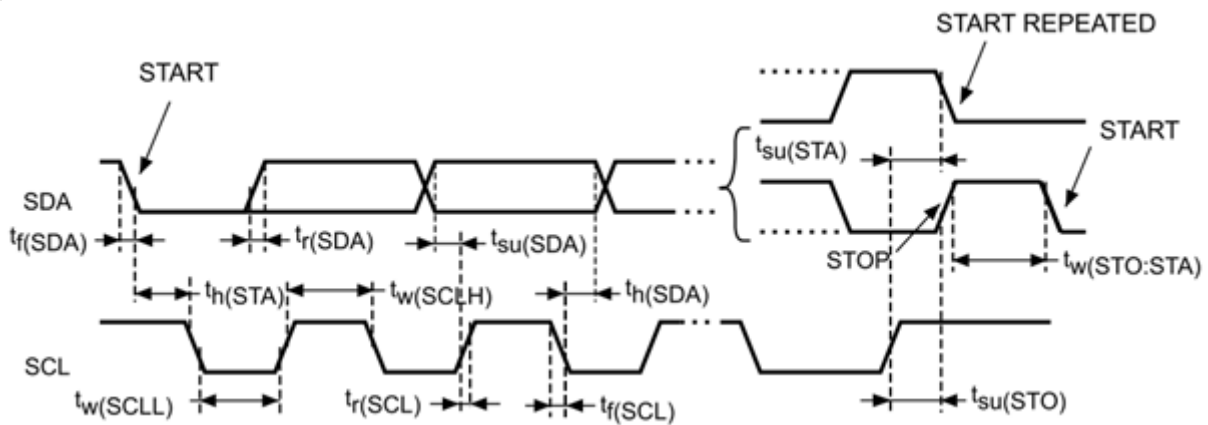 START REPEATED
START
START
tsu(STA)
SDA
tf(SDA)
tr(SDA)
tsu(SDA)
STOP
tw(STO:STA)
th(STA)
tw(SCLH)
th(SDA)
SCL
tw(SCLL)
tr(SCL)
tf(SCL)
tsu(STO)